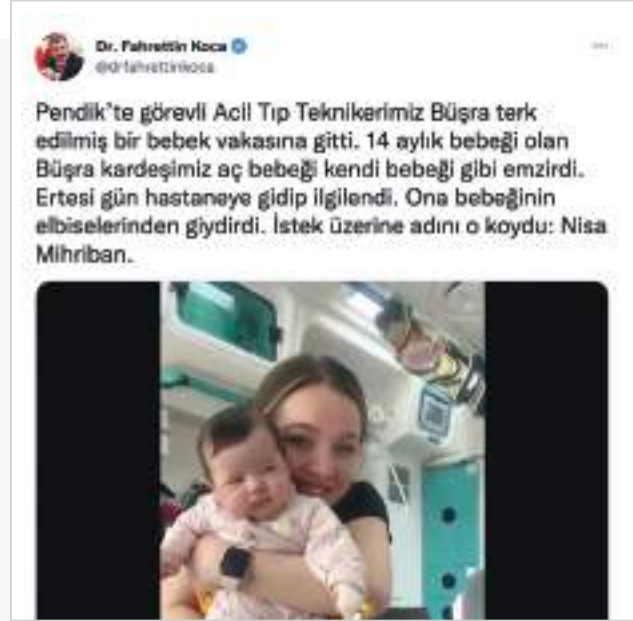 Dr. Fahrettin Koca
@drfahrettinkoca
Pendik'te görevli Acil Tıp Teknikerimiz Büşra terk
edilmiş bir bebek vakasına gitti. 14 aylık bebeği olan
Büşra kardeşimiz aç bebeği kendi bebeği gibi emzirdi.
Ertesi gün hastaneye gidip ilgilendi. Ona bebeğinin
elbiselerinden giydirdi. İstek üzerine adını o koydu: Nisa
Mihriban.